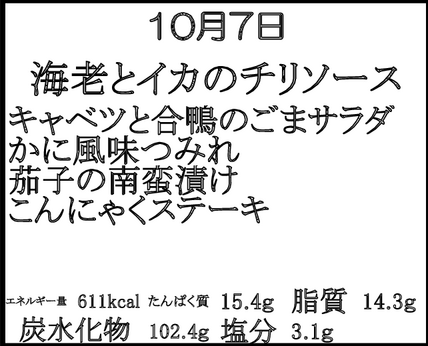 10月7日
海老とイカのチリソース
キャベツと合鴨のごまサラダ
かに風味つみれ
茄子の南蛮漬け
こんにゃくステーキ
エネルギー量 611kcal たんぱく質 15.4g 脂質 14.3g
炭水化物 102.4g 塩分 3.1g